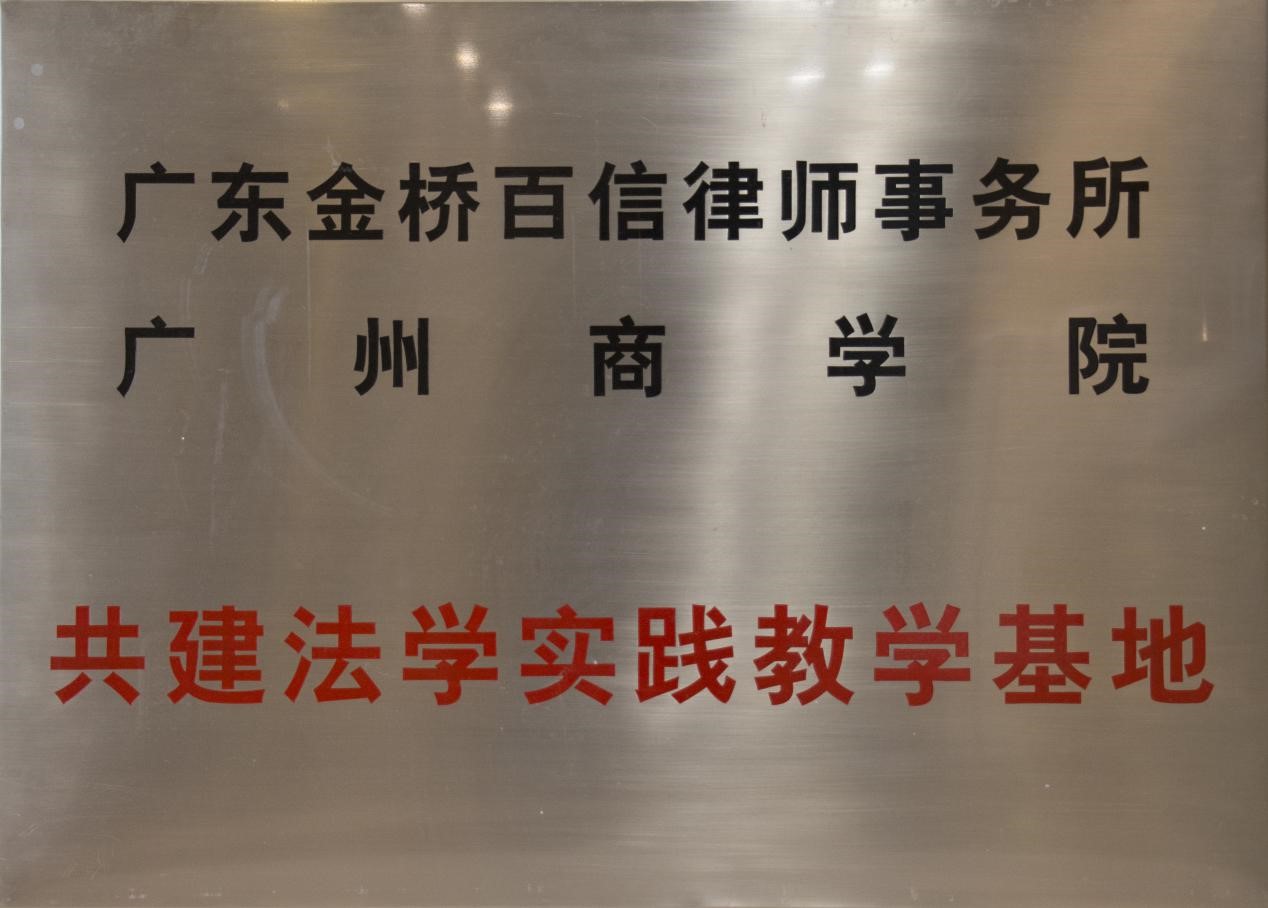 广东金桥百信律师事务所
广州商学院
共建法学实践教学基地